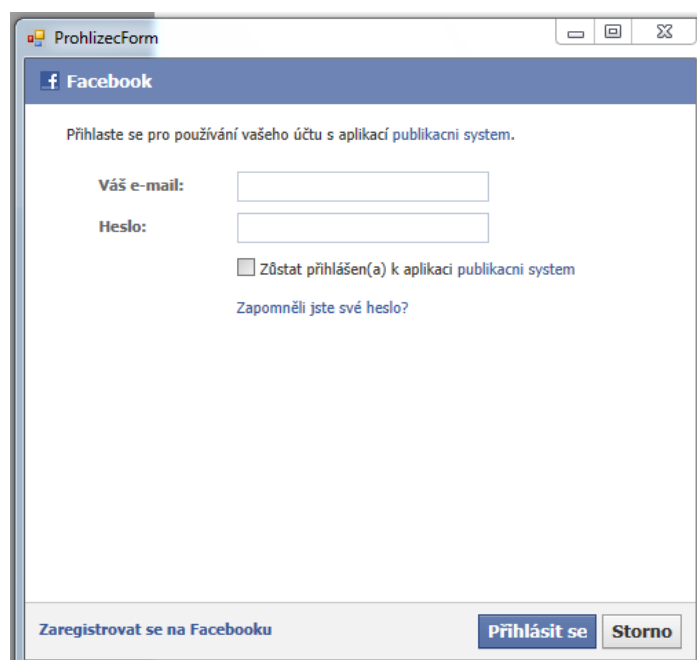 ProhlizecForm
Facebook
Přihlaste se pro používání vašeho účtu s aplikací publikacni system.
Váš e-mail:
Heslo:
Zůstat přihlášen(a) k aplikaci publikacni system
Zapomněli jste své heslo?
Zaregistrovat se na Facebooku
Přihlásit se
Storno